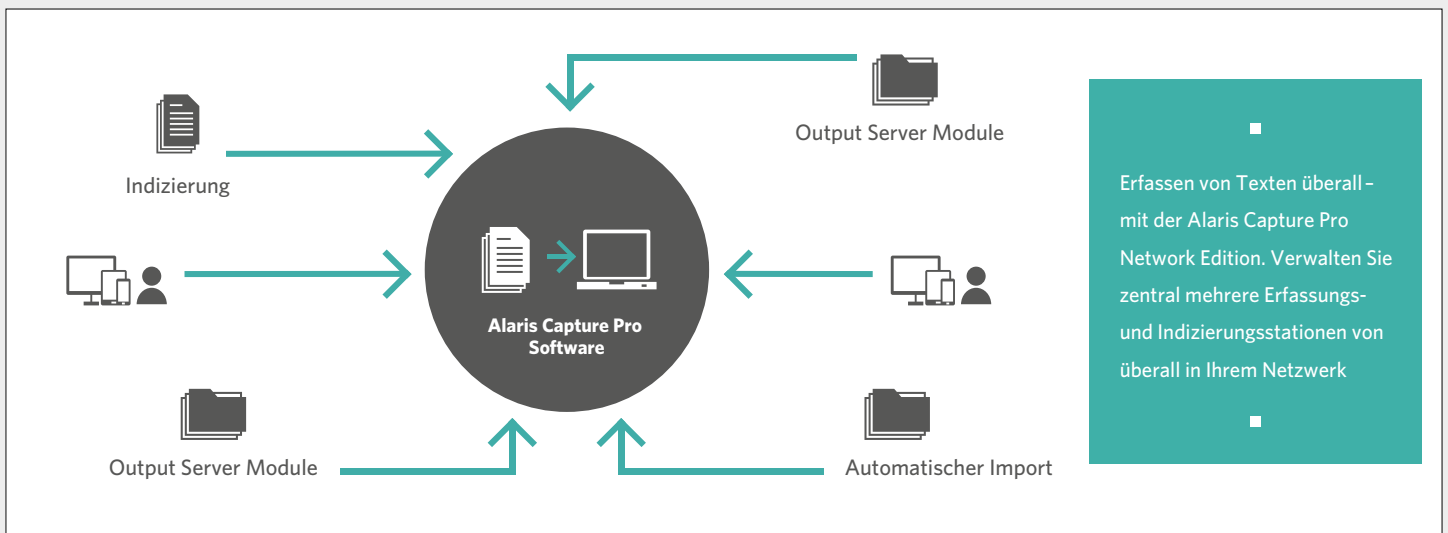 Output Server Module
Indizierung
Alaris Capture Pro
Software
Output Server Module
Automatischer Import
Erfassen von Texten überall –
mit der Alaris Capture Pro
Network Edition. Verwalten Sie
zentral mehrere Erfassungs-
und Indizierungsstationen von
überall in Ihrem Netzwerk